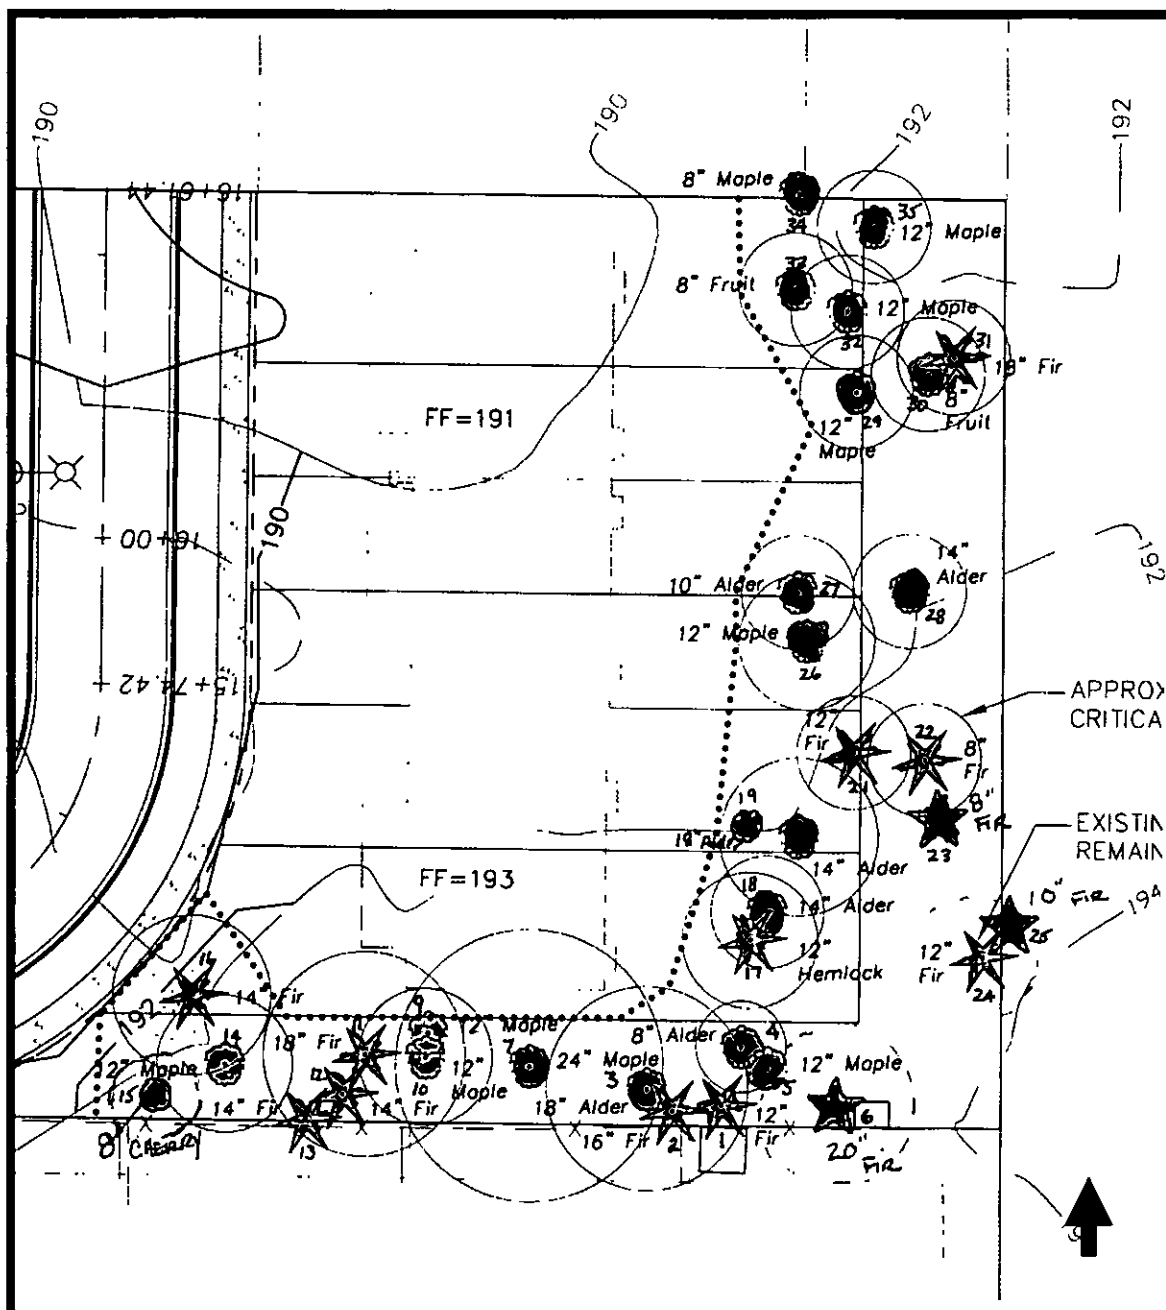 190
190
192
192
16+61.44
8" Maple
34
35
12" Maple
33
8" Fruit
12" Maple
32
31
18" Fir
30
8"
Fruit
FF=191
12"
Maple
29
190
16+00
192
14"
Alder
28
10" Alder
27
12" Maple
26
15+74.42
APPROX
CRITICA
12"
Fir
21
22
8"
Fir
8"
FIR
23
19
14" Alder
EXISTIN
REMAIN
FF=193
18
14" Alder
10" FIR
25
194
12"
Hemlock
17
12"
Fir
24
16
14" Fir
192
18" Fir
11
9
12"
Maple
7
8" Alder
4
14
12" Maple
10
12"
Maple
24" Maple
3
12" Maple
5
15
14" Fir
12
14" Fir
18" Alder
12"
Fir
6
8"
13
16" Fir
2
1
20"
FIR